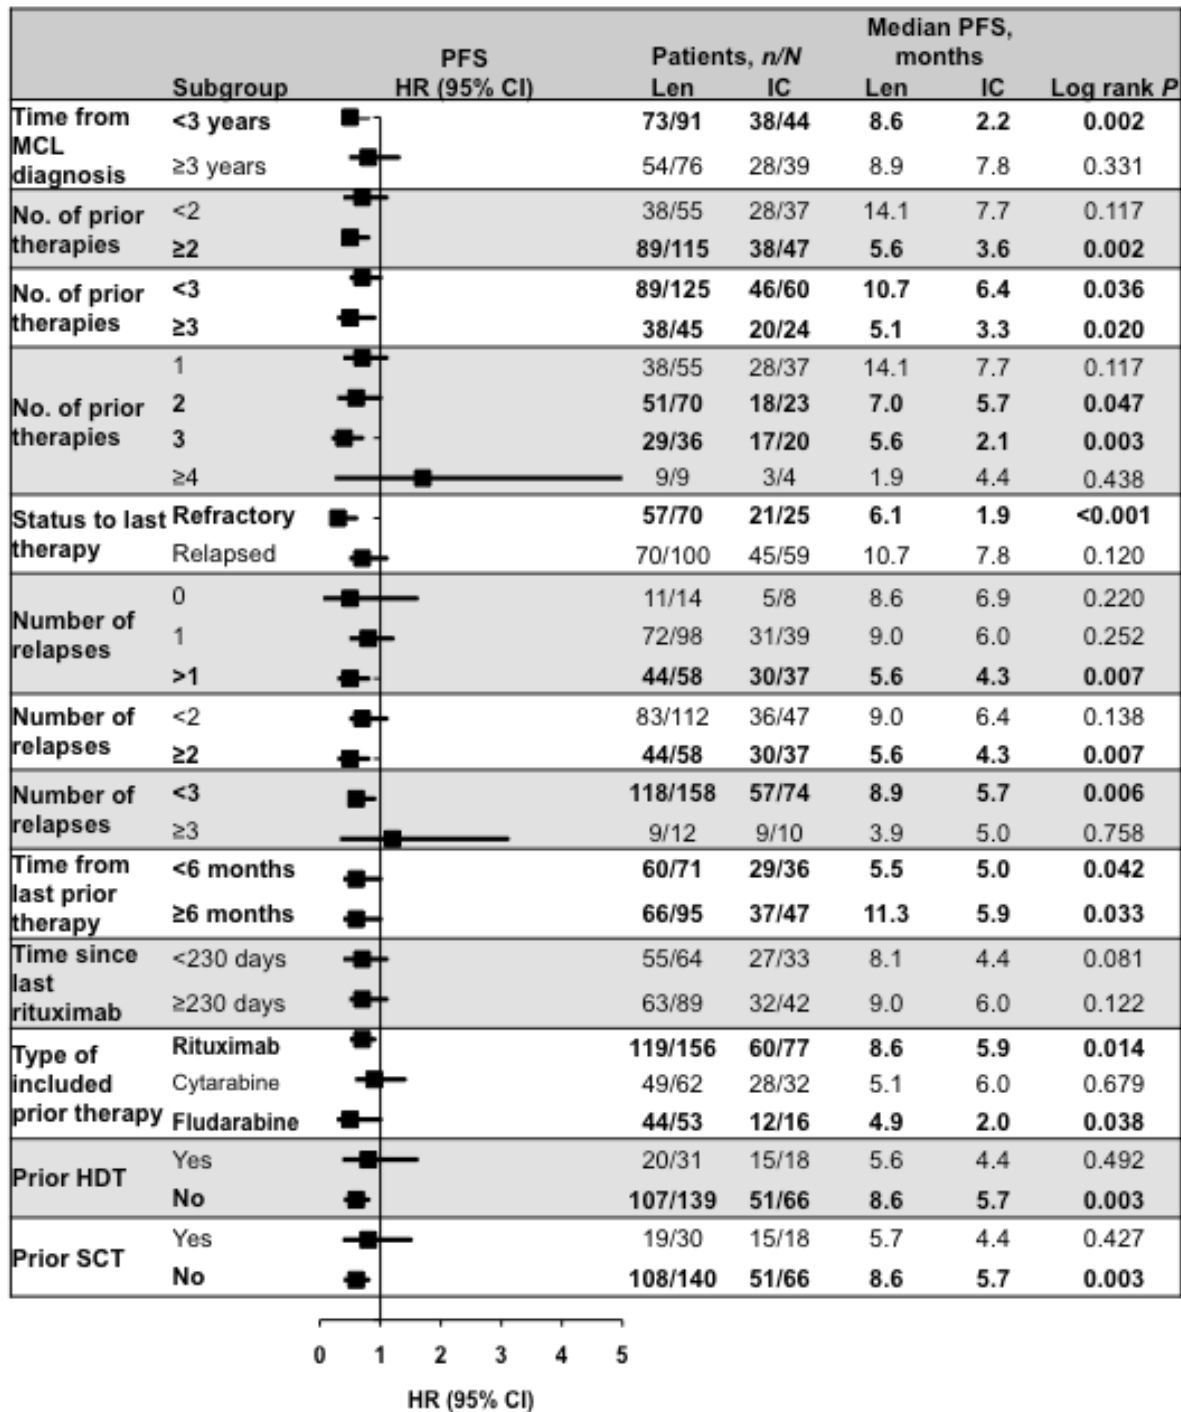 Median PFS,
PFS Patients, n/N months
Subgroup HR (95% CI) Len IC Len IC Log rank P
Time from MCL diagnosis <3 years 73/91 38/44 8.6 2.2 0.002
≥3 years 54/76 28/39 8.9 7.8 0.331
No. of prior therapies <2 38/55 28/37 14.1 7.7 0.117
≥2 89/115 38/47 5.6 3.6 0.002
No. of prior therapies <3 89/125 46/60 10.7 6.4 0.036
≥3 38/45 20/24 5.1 3.3 0.020
No. of prior therapies 1 38/55 28/37 14.1 7.7 0.117
2 51/70 18/23 7.0 5.7 0.047
3 29/36 17/20 5.6 2.1 0.003
≥4 9/9 3/4 1.9 4.4 0.438
Status to last therapy Refractory 57/70 21/25 6.1 1.9 <0.001
Relapsed 70/100 45/59 10.7 7.8 0.120
Number of relapses 0 11/14 5/8 8.6 6.9 0.220
1 72/98 31/39 9.0 6.0 0.252
>1 44/58 30/37 5.6 4.3 0.007
Number of relapses <2 83/112 36/47 9.0 6.4 0.138
≥2 44/58 30/37 5.6 4.3 0.007
Number of relapses <3 118/158 57/74 8.9 5.7 0.006
≥3 9/12 9/10 3.9 5.0 0.758
Time from last prior therapy <6 months 60/71 29/36 5.5 5.0 0.042
≥6 months 66/95 37/47 11.3 5.9 0.033
Time since last rituximab <230 days 55/64 27/33 8.1 4.4 0.081
≥230 days 63/89 32/42 9.0 6.0 0.122
Type of included prior therapy Rituximab 119/156 60/77 8.6 5.9 0.014
Cytarabine 49/62 28/32 5.1 6.0 0.679
Fludarabine 44/53 12/16 4.9 2.0 0.038
Prior HDT Yes 20/31 15/18 5.6 4.4 0.492
No 107/139 51/66 8.6 5.7 0.003
Prior SCT Yes 19/30 15/18 5.7 4.4 0.427
No 108/140 51/66 8.6 5.7 0.003
0 1 2 3 4 5
HR (95% CI)